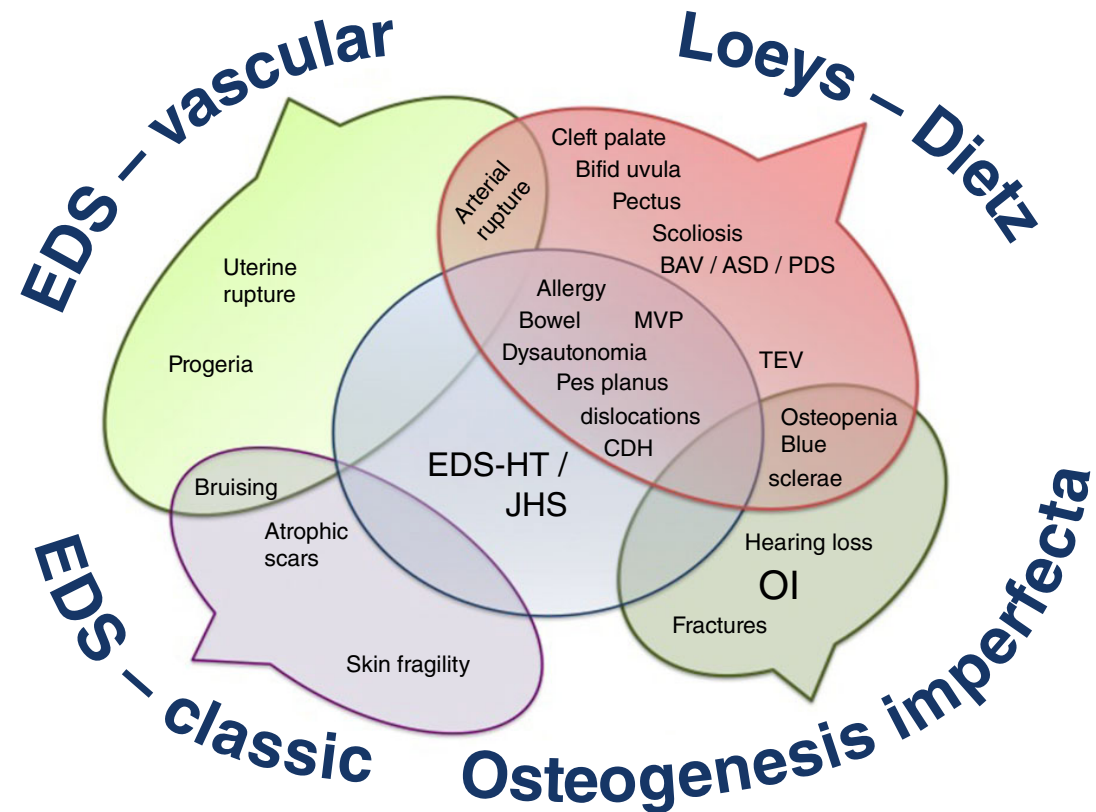 EDS – vascular
Loeys – Dietz
Cleft palate
Bifid uvula
Pectus
Scoliosis
BAV / ASD / PDS
Arterial
rupture
Uterine
rupture
Progeria
Allergy
Bowel MVP
Dysautonomia
Pes planus
dislocations
CDH
TEV
Osteopenia
Blue
sclerae
EDS-HT /
JHS
Bruising
Atrophic
scars
Skin fragility
Hearing loss
OI
Fractures
EDS – classic
Osteogenesis imperfecta